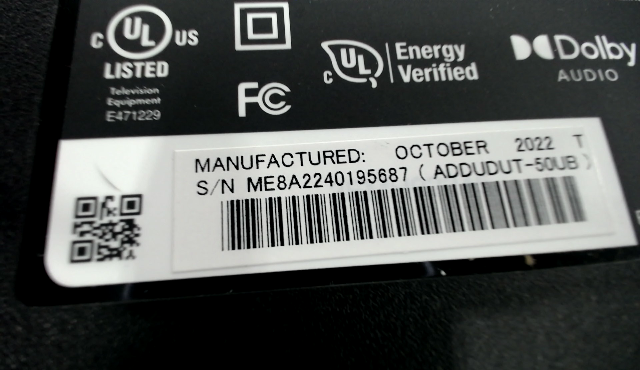 c UL US
LISTED
Television
Equipment
E471229
FC
c UL Energy
Verified
Dolby
AUDIO
MANUFACTURED: OCTOBER 2022 T
S/N ME8A2240195687 ( ADDUDUT-50UB )